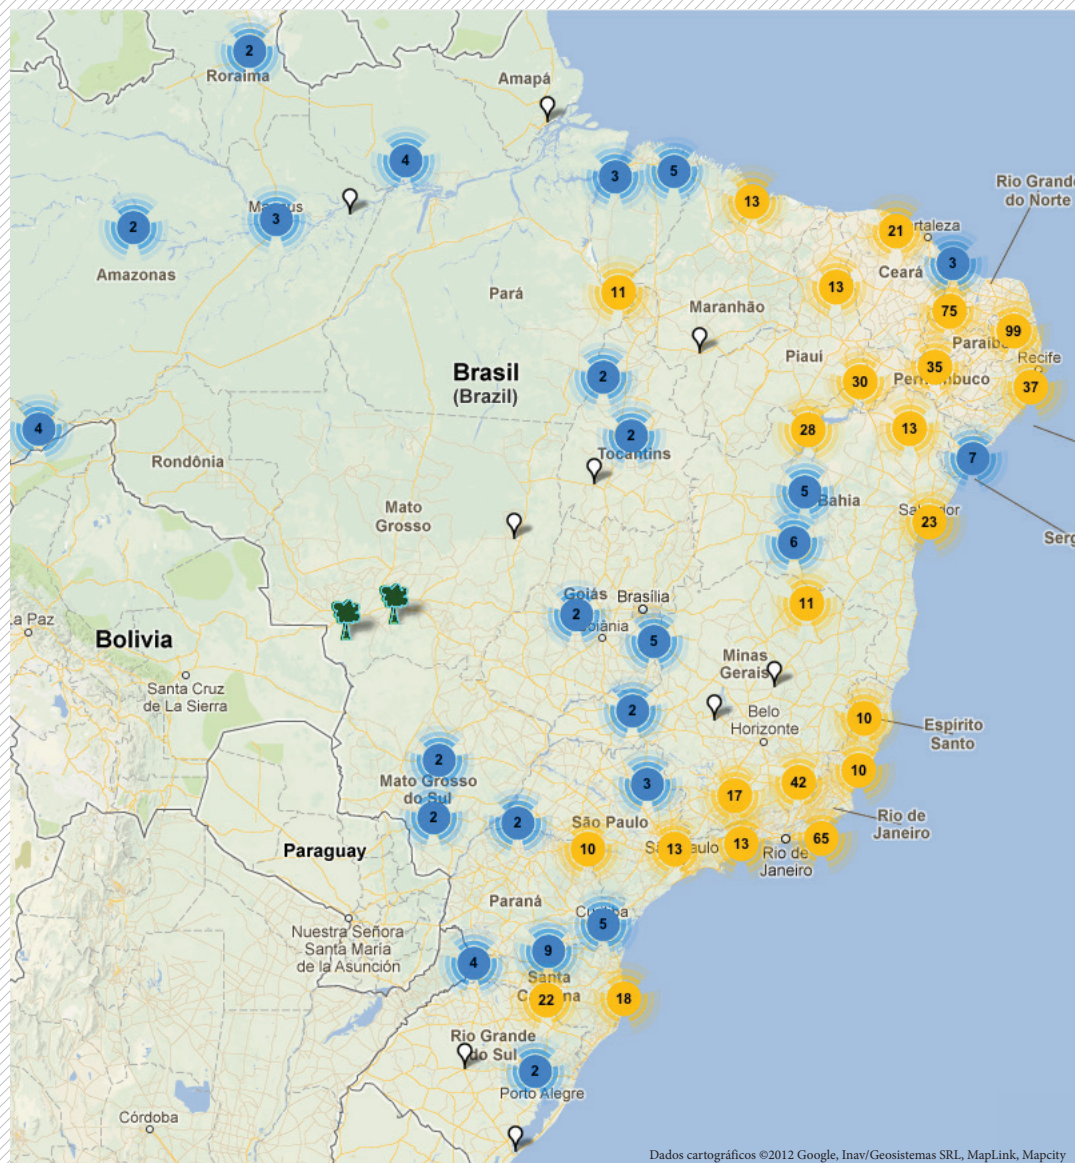 2
Roraima
Amapá
4
3
5
Rio Grande
do Norte
13
2
3
21
Ceará
3
Amazonas
Pará
11
13
75
Maranhão
99
Paraíba
Piauí
35
Recife
Brasil
(Brazil)
2
30
37
4
2
28
13
Tocantins
7
Rondônia
Mato
Grosso
5
Bahia
23
6
Goiás
Brasília
11
La Paz
2
5
Bolivia
Minas
Gerais
Santa Cruz
de La Sierra
2
Belo
Horizonte
10
Espírito
Santo
2
Mato Grosso
do Sul
3
17
42
10
2
2
São Paulo
Rio de
Janeiro
Paraguay
10
13
13
65
Rio de
Janeiro
Paraná
5
Nuestra Señora
Santa María
de la Asunción
4
9
Santa
22
18
Rio Grande
do Sul
2
Porto Alegre
Córdoba
Dados cartográficos ©2012 Google, Inav/Geosistemas SRL, MapLink, Mapcity